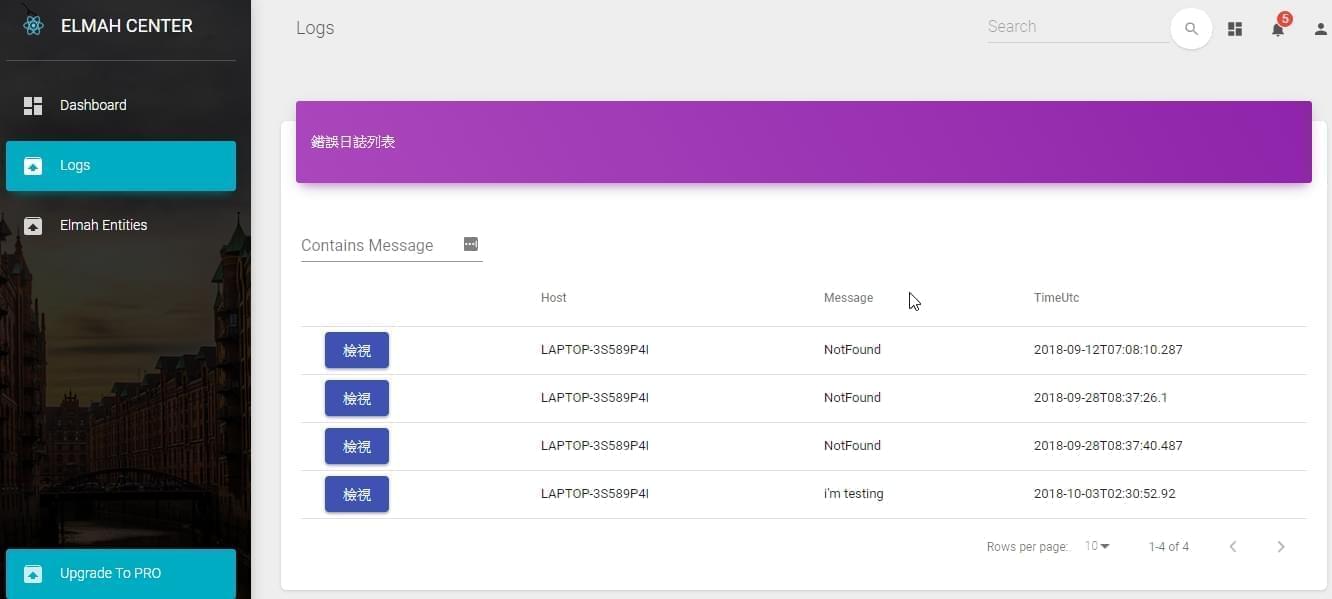 ELMAH CENTER
Dashboard
Logs
Elmah Entities
Upgrade To PRO
Logs
Search
5
錯誤日誌列表
Contains Message
Host Message TimeUtc
檢視 LAPTOP-3S589P4I NotFound 2018-09-12T07:08:10.287
檢視 LAPTOP-3S589P4I NotFound 2018-09-28T08:37:26.1
檢視 LAPTOP-3S589P4I NotFound 2018-09-28T08:37:40.487
檢視 LAPTOP-3S589P4I i'm testing 2018-10-03T02:30:52.92
Rows per page: 10 1-4 of 4